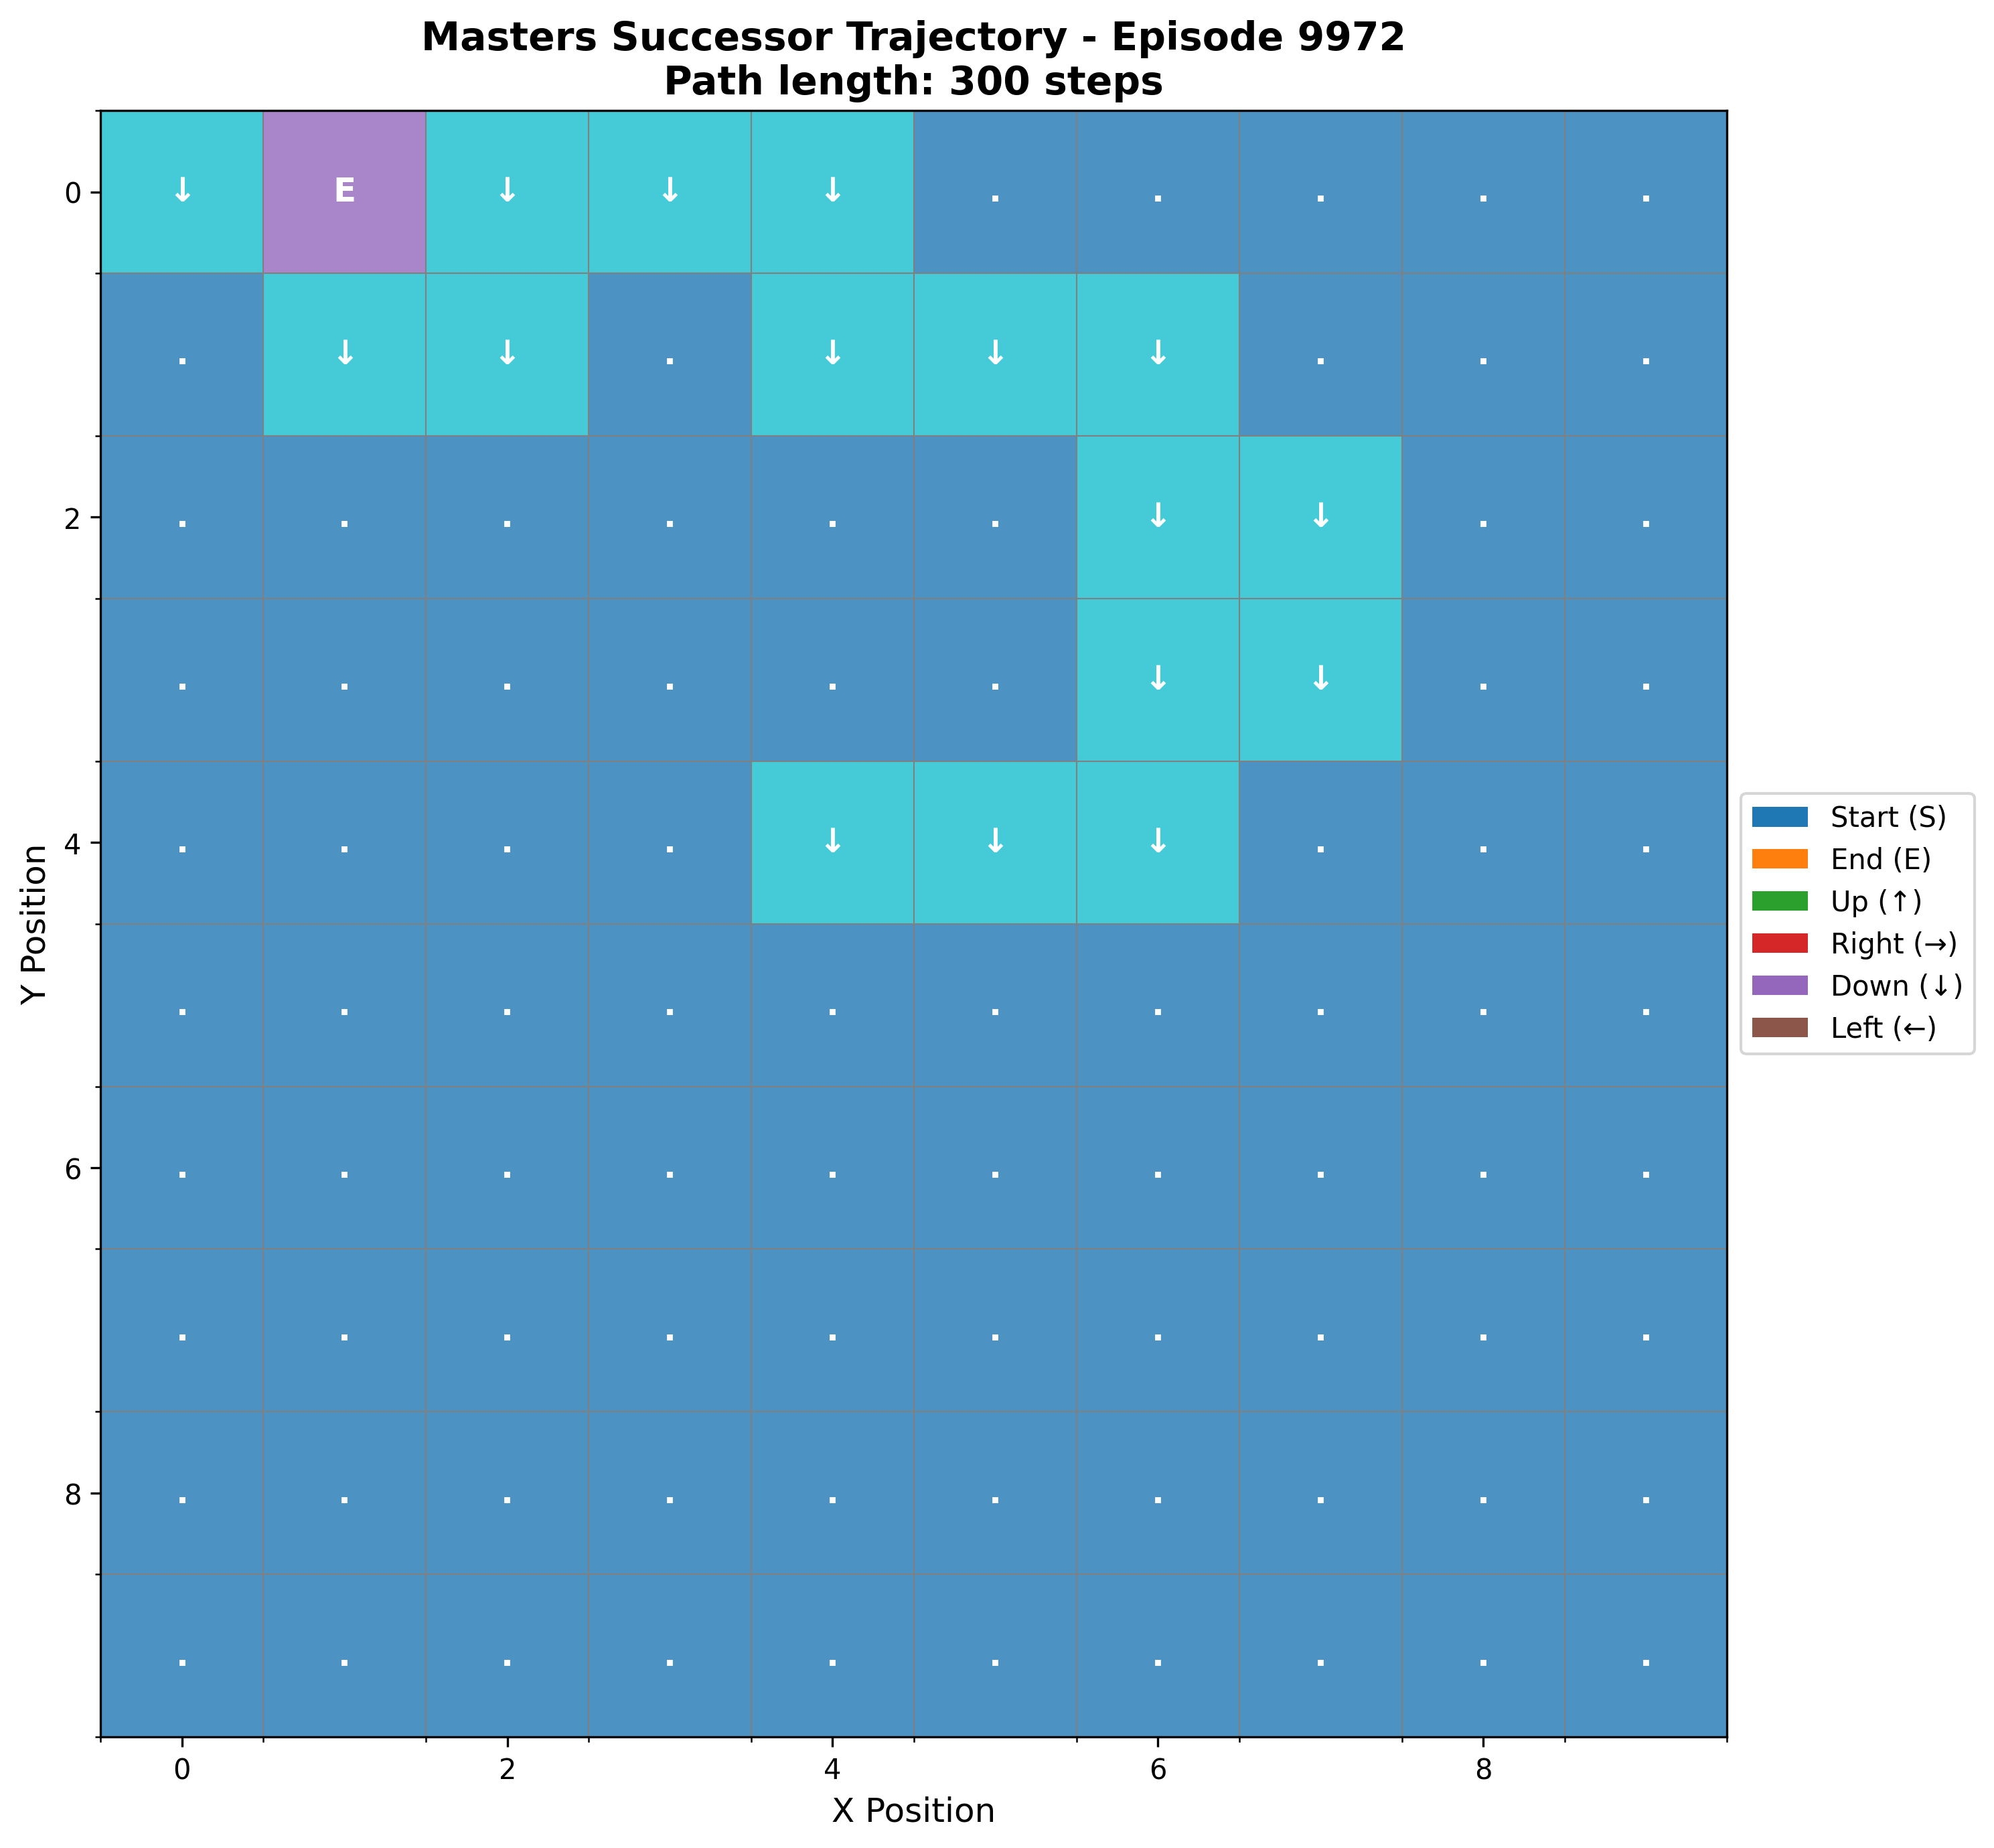 Masters Successor Trajectory - Episode 9972
Path length: 300 steps
0 ↓ E ↓ ↓ ↓ . . . . .
. ↓ ↓ . ↓ ↓ ↓ . . .
2 . . . . . . ↓ ↓ . .
. . . . . . ↓ ↓ . .
4 . . . . ↓ ↓ ↓ . . .
. . . . . . . . . .
6 . . . . . . . . . .
. . . . . . . . . .
8 . . . . . . . . . .
. . . . . . . . . .
0 2 4 6 8
X Position
Y Position
Start (S)
End (E)
Up (↑)
Right (→)
Down (↓)
Left (←)